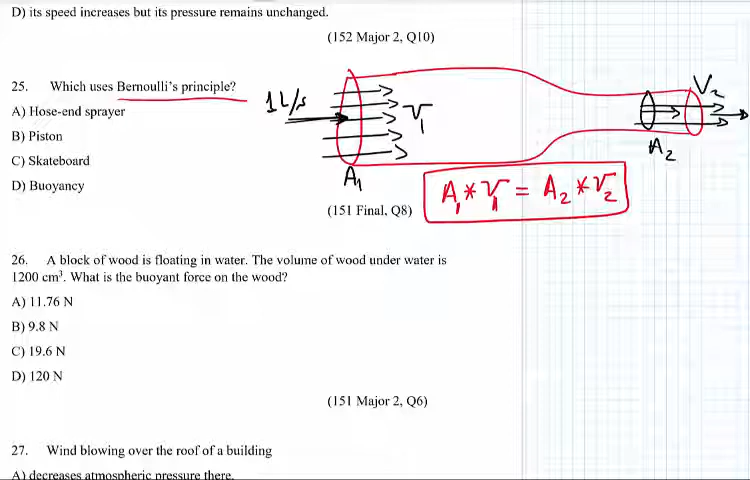 D) its speed increases but its pressure remains unchanged.
(152 Major 2, Q10)
25. Which uses Bernoulli's principle?
A) Hose-end sprayer
B) Piston
C) Skateboard
D) Buoyancy
1L/s
V1
V2
A1
A2
A1 * V1 = A2 * V2
(151 Final, Q8)
26. A block of wood is floating in water. The volume of wood under water is
1200 cm³. What is the buoyant force on the wood?
A) 11.76 N
B) 9.8 N
C) 19.6 N
D) 120 N
(151 Major 2, Q6)
27. Wind blowing over the roof of a building
A) decreases atmospheric pressure there.